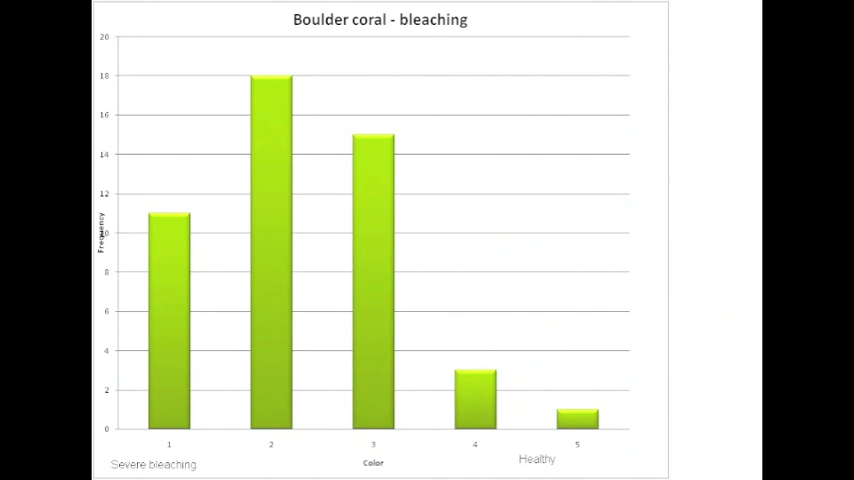 Boulder coral - bleaching
20
18
16
14
12
10
8
6
4
2
0
Frequency
1 2 3 4 5
Severe bleaching Color Healthy